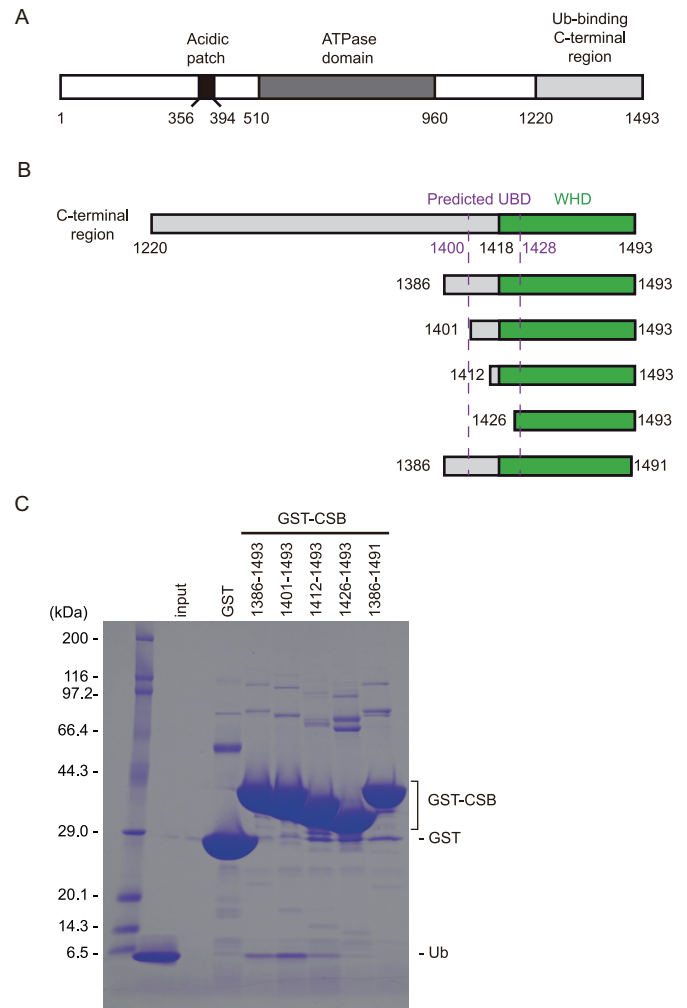 A
Acidic patch
ATPase domain
Ub-binding C-terminal region
1 356 394 510 960 1220 1493
B
Predicted UBD WHD
C-terminal region
1220 1400 1418 1428 1493
1386 1493
1401 1493
1412 1493
1426 1493
1386 1491
C
GST-CSB
input GST 1386-1493 1401-1493 1412-1493 1426-1493 1386-1491
(kDa)
200 -
116 -
97.2 -
66.4 -
44.3 -
GST-CSB
29.0 -
- GST
20.1 -
14.3 -
6.5 - - Ub